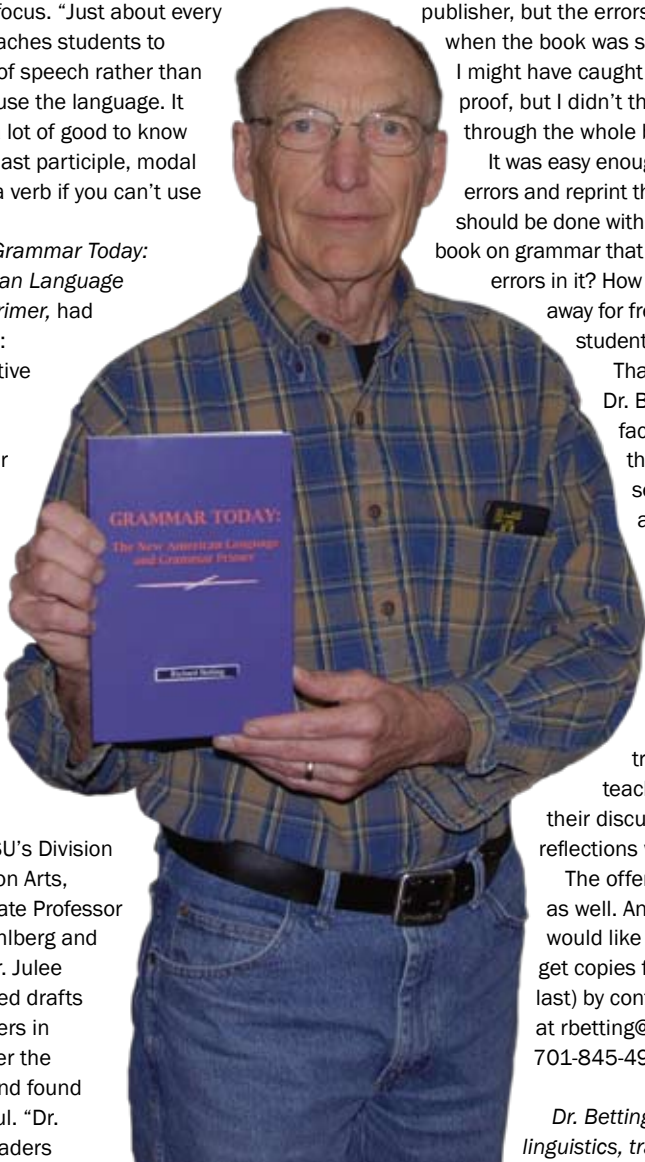 focus. “Just about every
aches students to
of speech rather than
use the language. It
lot of good to know
ast participle, modal
a verb if you can’t use
Grammar Today:
an Language
rimer, had
:
tive
r
SU’s Division
on Arts,
ate Professor
hlberg and
r. Julee
ed drafts
ers in
er the
nd found
ul. “Dr.
aders
GRAMMAR TODAY:
The New American Language
and Grammar Primer
Richard Betting
publisher, but the errors
when the book was s
I might have caught
proof, but I didn’t th
through the whole b
It was easy enoug
errors and reprint th
should be done with
book on grammar that
errors in it? How
away for fre
student
Tha
Dr. B
fac
th
se
a
tr
teach
their discu
reflections
The offer
as well. An
would like
get copies f
last) by cont
at rbetting@
701-845-49
Dr. Betting
linguistics, tra